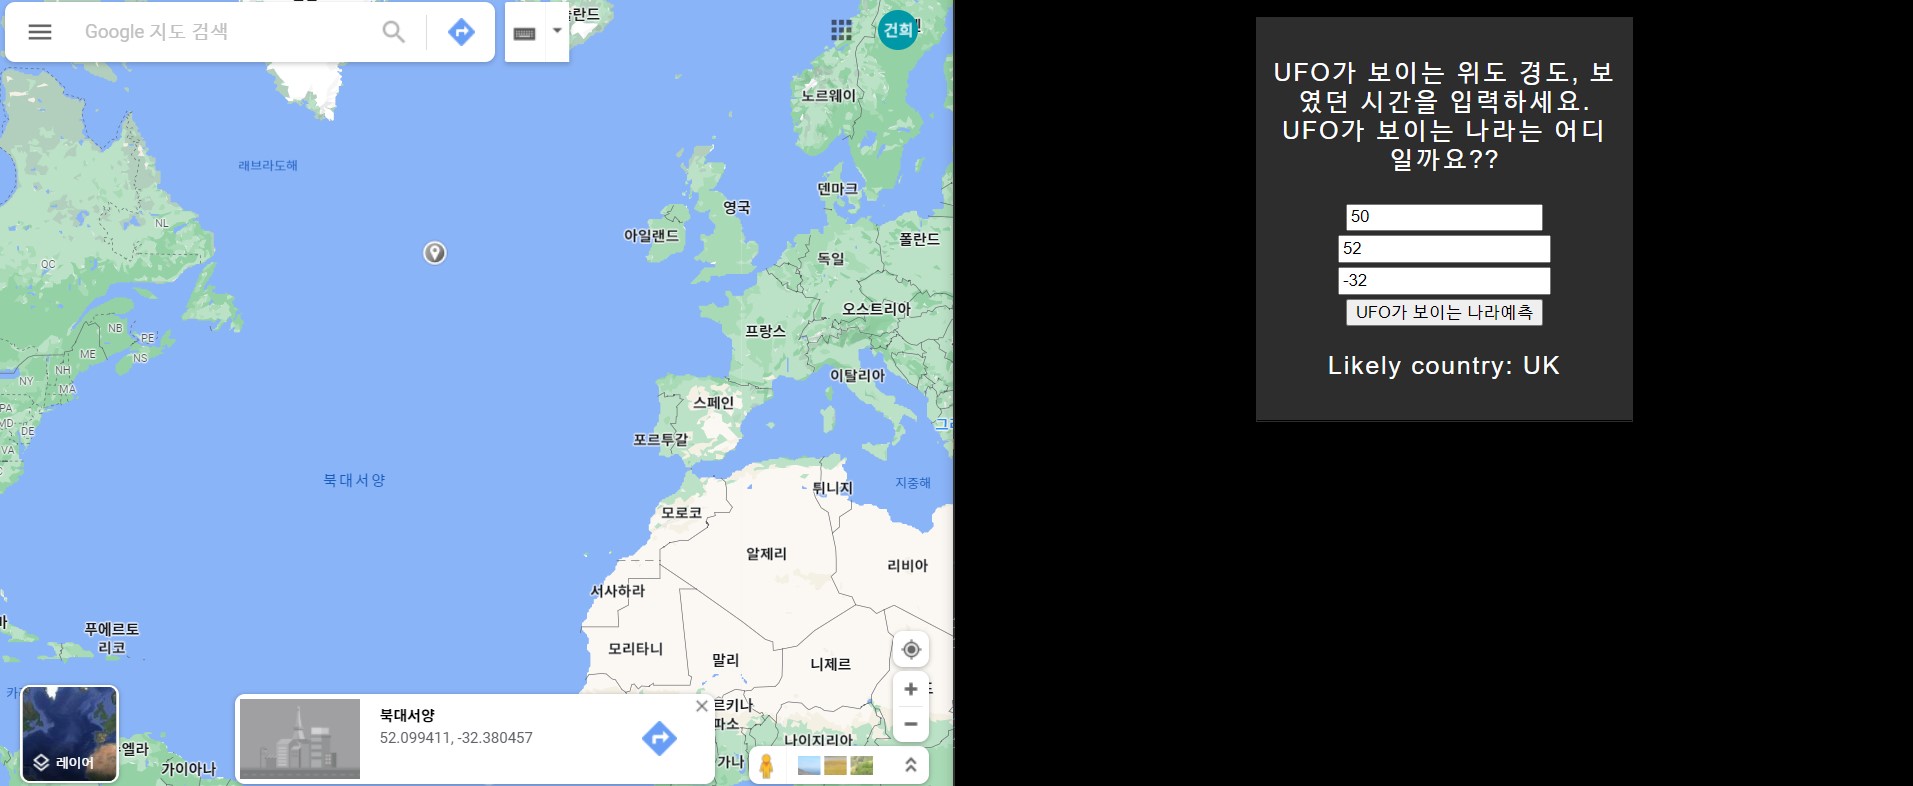 Google 지도 검색
건희
노르웨이
래브라도해
덴마크
영국
NL
아일랜드
폴란드
독일
QC
오스트리아
프랑스
NB
PE
ME
NS
NH
이탈리아
NY
MA
스페인
PA
MD
DE
포르투갈
VA
북대서양
튀니지
지중해
모로코
알제리
리비아
서사하라
푸에르토
리코
모리타니
말리
니제르
르키나
파소
나이지리아
엘라
가이아나
가나
레이어
북대서양
52.099411, -32.380457
UFO가 보이는 위도 경도, 보
였던 시간을 입력하세요.
UFO가 보이는 나라는 어디
일까요??
50
52
-32
UFO가 보이는 나라예측
Likely country: UK